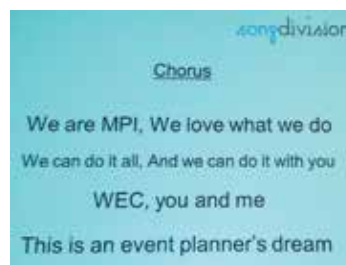 songdivision
Chorus
We are MPI, We love what we do
We can do it all, And we can do it with you
WEC, you and me
This is an event planner's dream